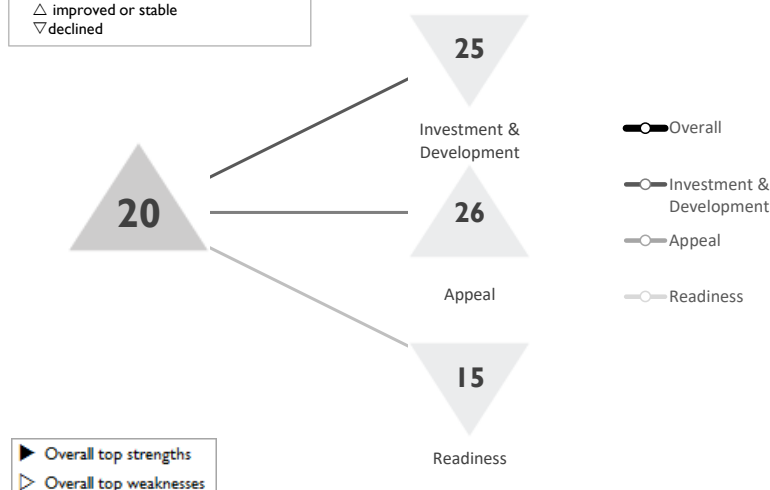 △ improved or stable
▽declined
25
Investment &
Development
20
26
Appeal
15
Readiness
Overall
Investment &
Development
Appeal
Readiness
▶ Overall top strengths
▷ Overall top weaknesses